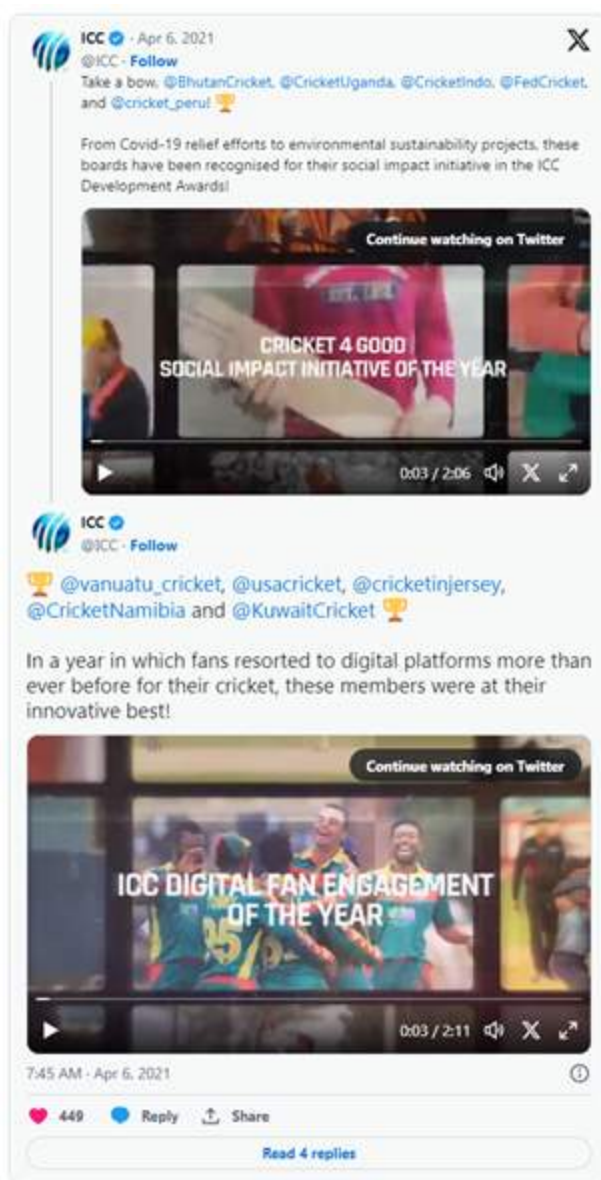 ICC · Apr 6, 2021
@ICC · Follow
Take a bow, @BhutanCricket, @CricketUganda, @CricketIndo, @FedCricket,
and @cricket_peru! 🏆
From Covid-19 relief efforts to environmental sustainability projects, these
boards have been recognised for their social impact initiative in the ICC
Development Awards!
Continue watching on Twitter
CRICKET 4 GOOD
SOCIAL IMPACT INITIATIVE OF THE YEAR
0:03 / 2:06
ICC
@ICC · Follow
🏆 @vanuatu_cricket, @usacricket, @cricketinjersey,
@CricketNamibia and @KuwaitCricket 🏆
In a year in which fans resorted to digital platforms more than
ever before for their cricket, these members were at their
innovative best!
Continue watching on Twitter
ICC DIGITAL FAN ENGAGEMENT
OF THE YEAR
0:03 / 2:11
7:45 AM · Apr 6, 2021
449 Reply Share
Read 4 replies